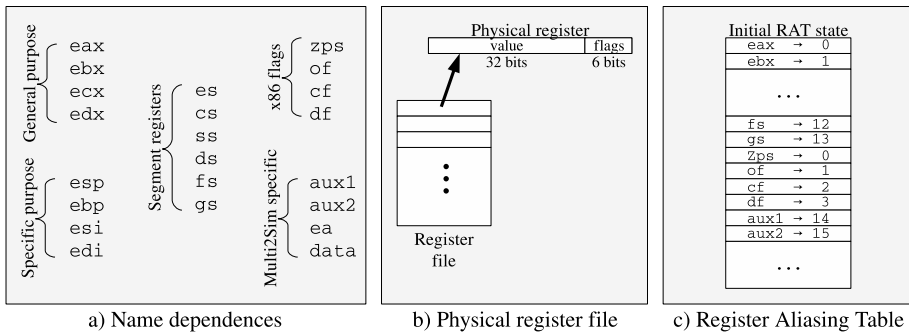 General purpose
eax
ebx
ecx
edx
Specific purpose
esp
ebp
esi
edi
Segment registers
es
cs
ss
ds
fs
gs
x86 flags
zps
of
cf
df
Multi2Sim specific
aux1
aux2
ea
data
a) Name dependences
Physical register
value flags
32 bits 6 bits
Register
file
b) Physical register file
Initial RAT state
eax → 0
ebx → 1
...
fs → 12
gs → 13
Zps → 0
of → 1
cf → 2
df → 3
aux1 → 14
aux2 → 15
...
c) Register Aliasing Table